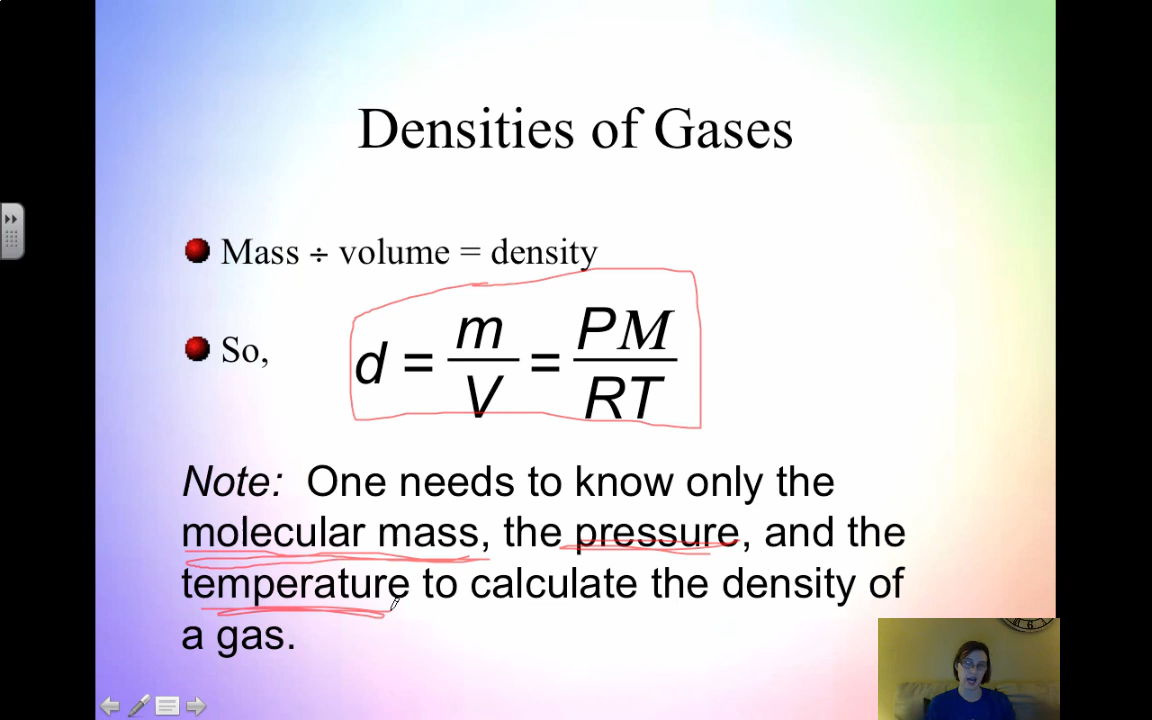 Densities of Gases
Mass ÷ volume = density
So, d = m/V = PM/RT
Note: One needs to know only the
molecular mass, the pressure, and the
temperature to calculate the density of
a gas.